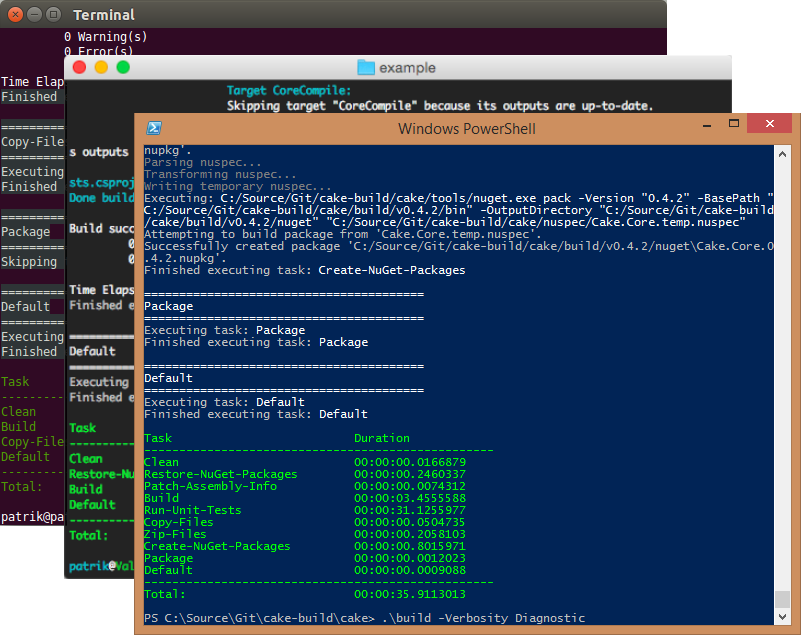 Terminal
0 Warning(s)
0 Error(s)
Time Elap
Finished
=========
Copy-File
=========
Executing
Finished
=========
Package
=========
Skipping
=========
Default
=========
Executing
Finished
Task
---------
Clean
Build
Copy-File
Default
---------
Total:
patrik@pa
example
Target CoreCompile:
Skipping target "CoreCompile" because its outputs are up-to-date.
s outputs
sts.csproj
Done build
Build succ
0
0
Time Elaps
Finished e
=========
Default
=========
Executing
Finished e
Task
---------
Clean
Restore-Nu
Build
Default
---------
Total:
patrik@Val
Windows PowerShell
nupkg'.
Parsing nuspec...
Transforming nuspec...
Writing temporary nuspec...
Executing: C:/Source/Git/cake-build/cake/tools/nuget.exe pack -Version "0.4.2" -BasePath "
C:/Source/Git/cake-build/cake/build/v0.4.2/bin" -OutputDirectory "C:/Source/Git/cake-build
/cake/build/v0.4.2/nuget" "C:/Source/Git/cake-build/cake/nuspec/Cake.Core.temp.nuspec"
Attempting to build package from 'Cake.Core.temp.nuspec'.
Successfully created package 'C:/Source/Git/cake-build/cake/build/v0.4.2/nuget\Cake.Core.0
.4.2.nupkg'.
Finished executing task: Create-NuGet-Packages
========================================
Package
========================================
Executing task: Package
Finished executing task: Package
========================================
Default
========================================
Executing task: Default
Finished executing task: Default
Task Duration
--------------------------------------------------
Clean 00:00:00.0166879
Restore-NuGet-Packages 00:00:00.2460337
Patch-Assembly-Info 00:00:00.0074312
Build 00:00:03.4555588
Run-Unit-Tests 00:00:31.1255977
Copy-Files 00:00:00.0504735
Zip-Files 00:00:00.2058103
Create-NuGet-Packages 00:00:00.8015971
Package 00:00:00.0012023
Default 00:00:00.0009088
--------------------------------------------------
Total: 00:00:35.9113013
PS C:\Source\Git\cake-build\cake> .\build -Verbosity Diagnostic